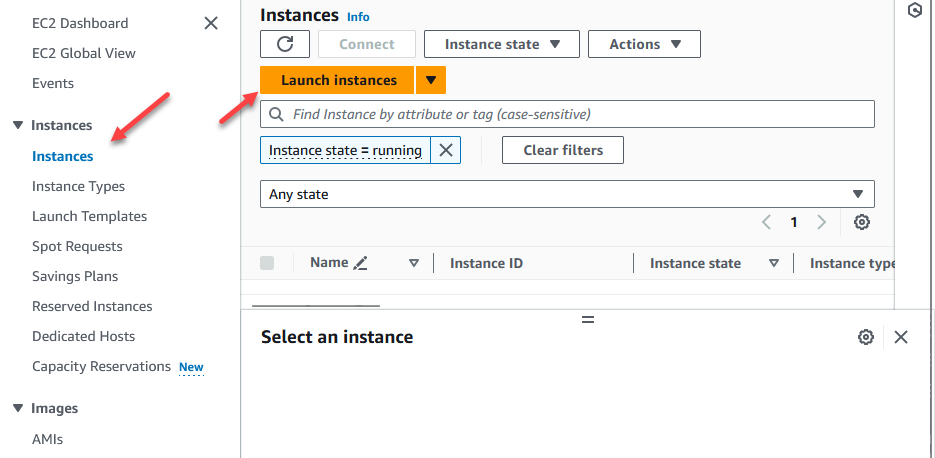 EC2 Dashboard
EC2 Global View
Events
Instances
Instances
Instance Types
Launch Templates
Spot Requests
Savings Plans
Reserved Instances
Dedicated Hosts
Capacity Reservations New
Images
AMIs
Instances Info
Connect Instance state Actions
Launch instances
Find Instance by attribute or tag (case-sensitive)
Instance state = running Clear filters
Any state
1
Name Instance ID Instance state Instance type
Select an instance